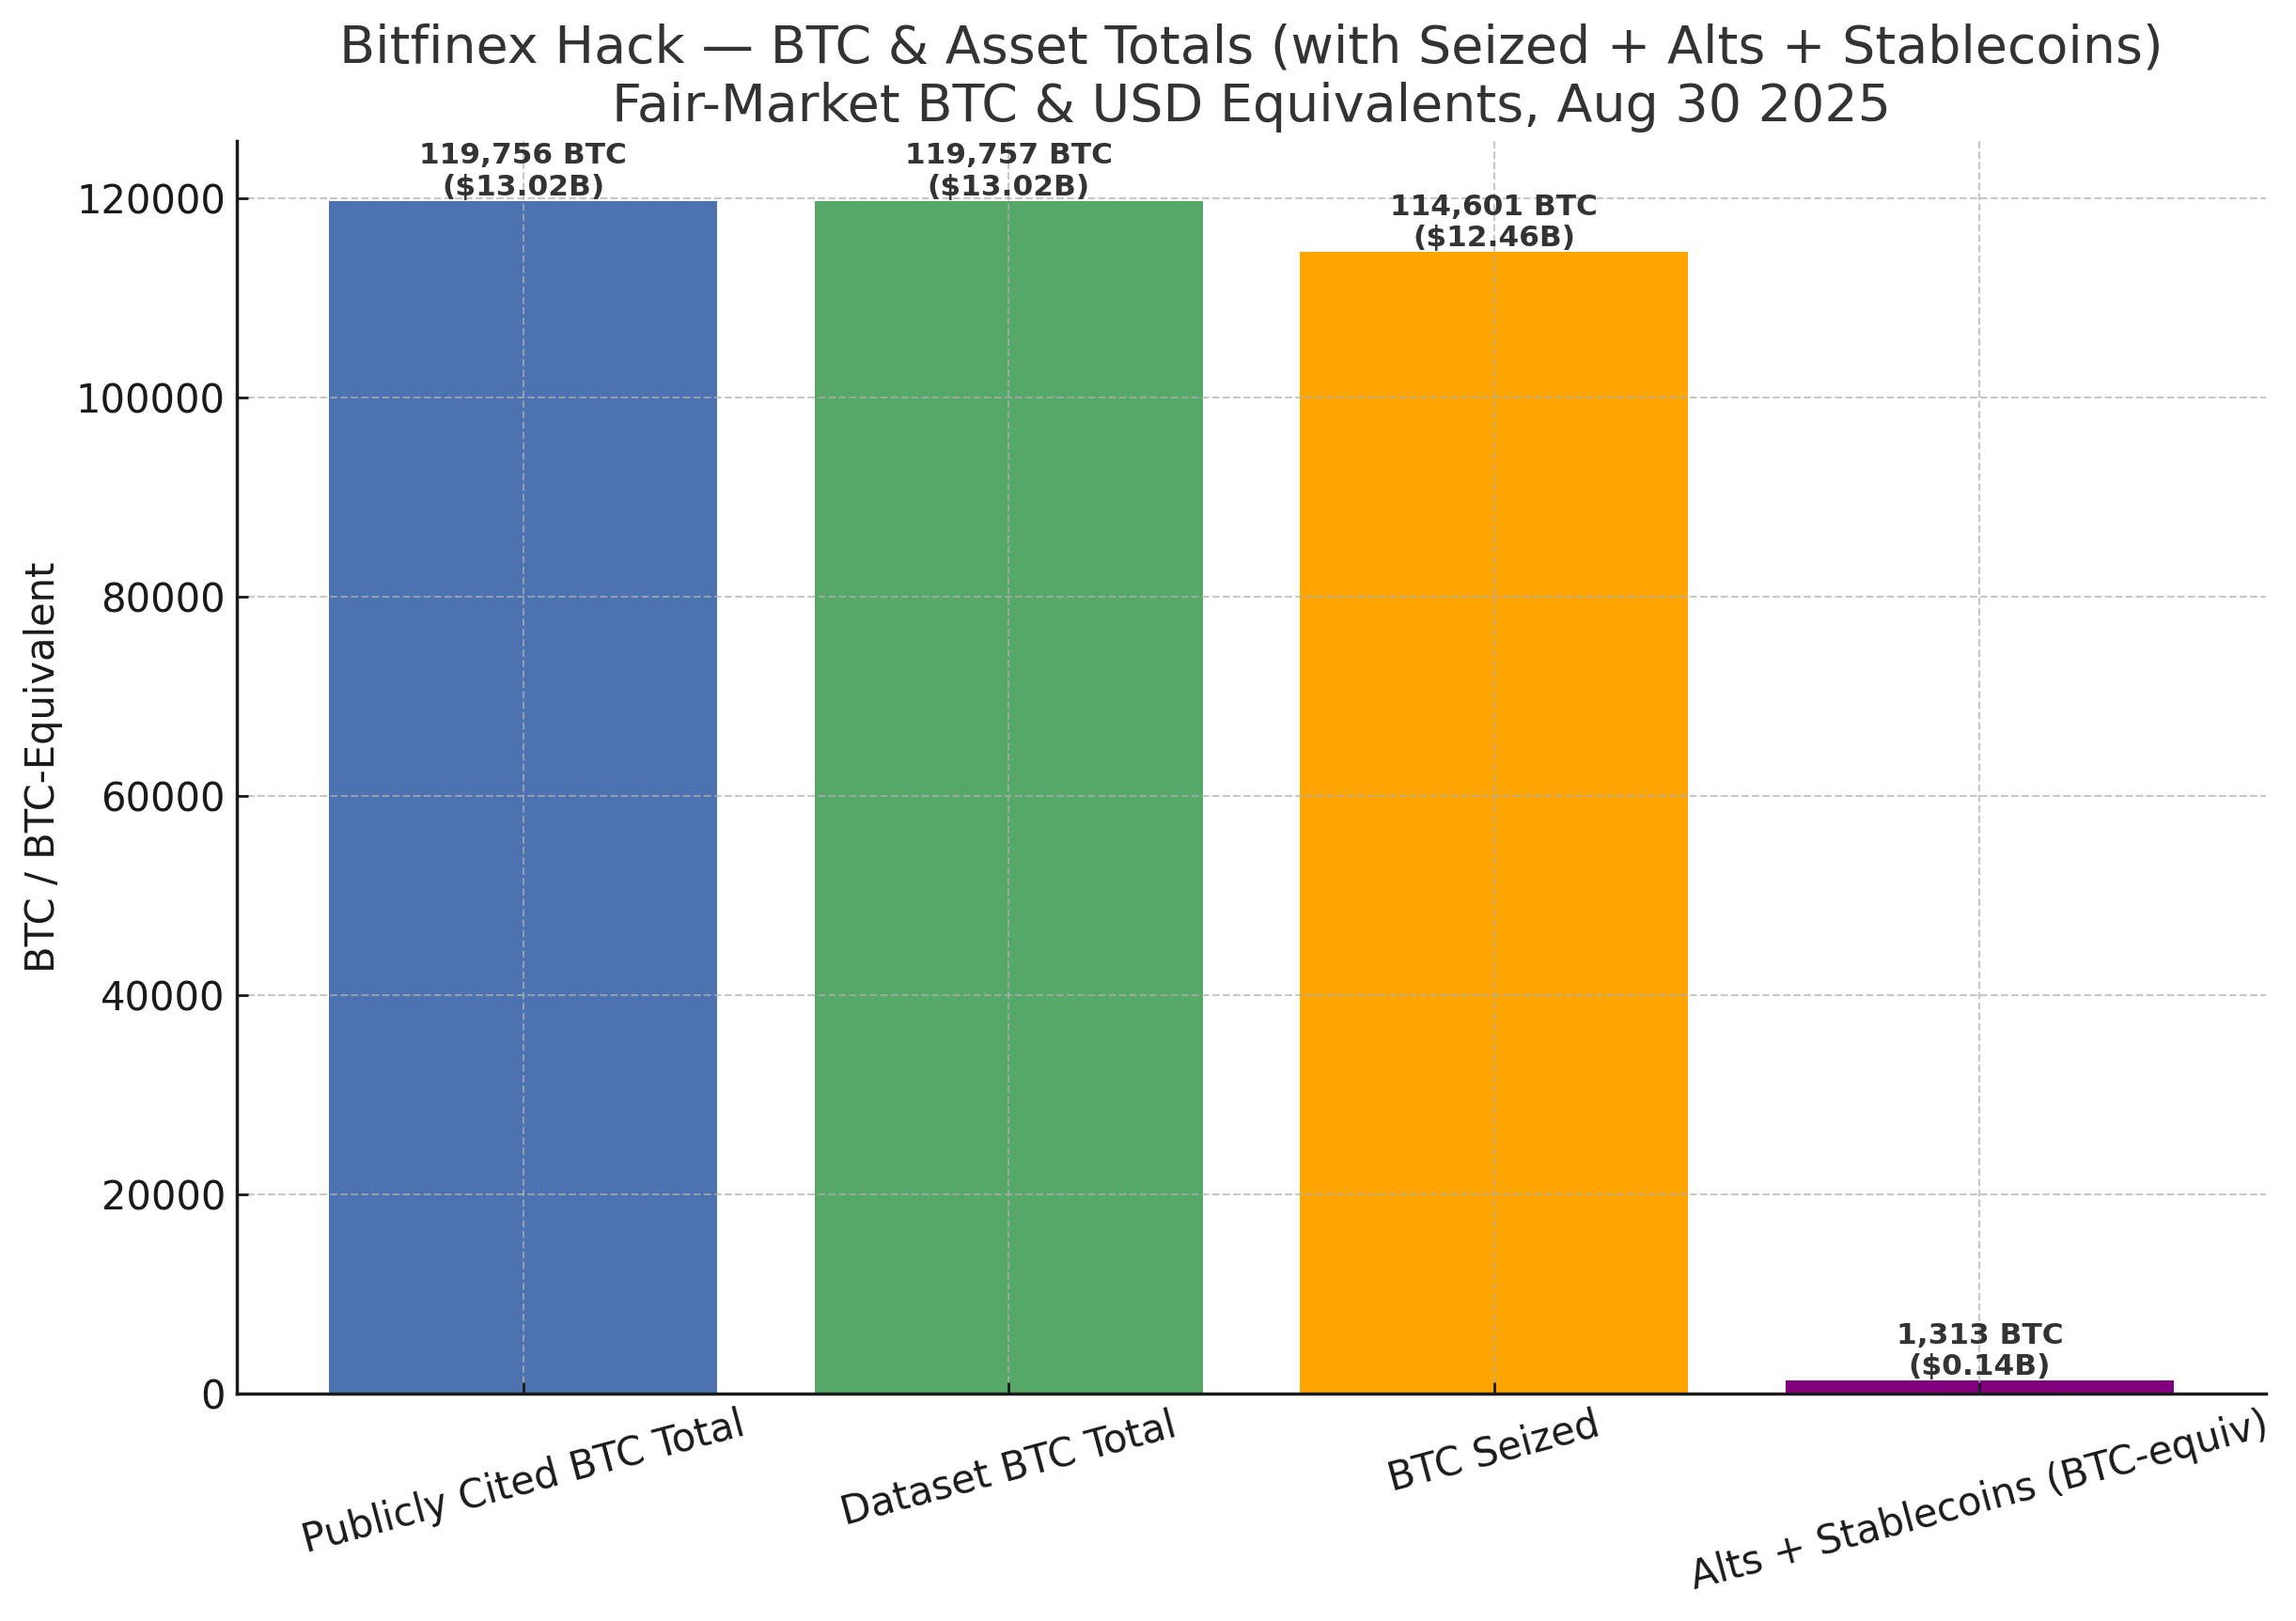 Bitfinex Hack — BTC & Asset Totals (with Seized + Alts + Stablecoins)
Fair-Market BTC & USD Equivalents, Aug 30 2025
119,756 BTC
($13.02B)
119,757 BTC
($13.02B)
114,601 BTC
($12.46B)
1,313 BTC
($0.14B)
120000
100000
80000
60000
40000
20000
0
BTC / BTC-Equivalent
Publicly Cited BTC Total
Dataset BTC Total
BTC Seized
Alts + Stablecoins (BTC-equiv)